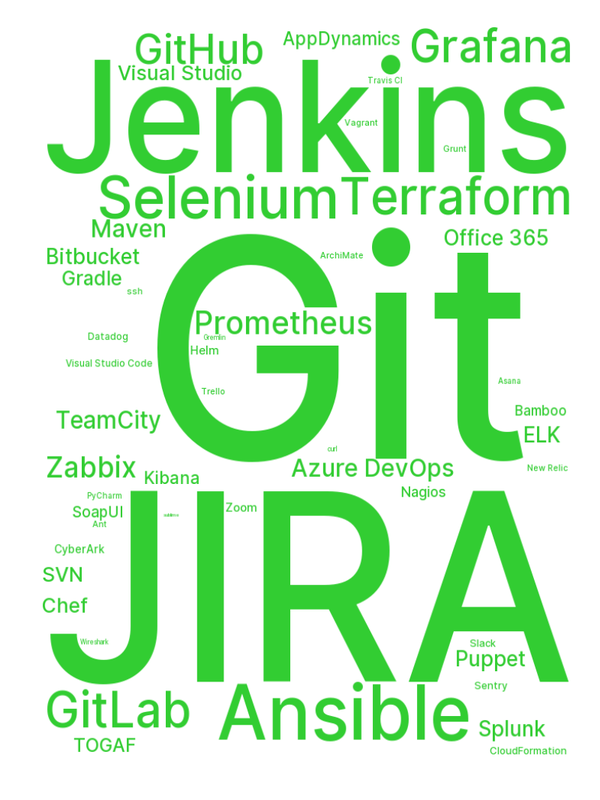 GitHub
AppDynamics
Grafana
Visual Studio
Travis CI
Jenkins
Vagrant
Grunt
Selenium
Terraform
Maven
Office 365
Bitbucket
ArchiMate
Gradle
ssh
Git
Prometheus
Datadog
Gremlin
Helm
Visual Studio Code
Asana
Trello
Bamboo
TeamCity
ELK
curl
Zabbix
Azure DevOps
New Relic
Kibana
Nagios
PyCharm
SoapUI
Zoom
Ant
JIRA
CyberArk
SVN
Chef
Wireshark
Slack
Puppet
Sentry
GitLab
Ansible
Splunk
TOGAF
CloudFormation